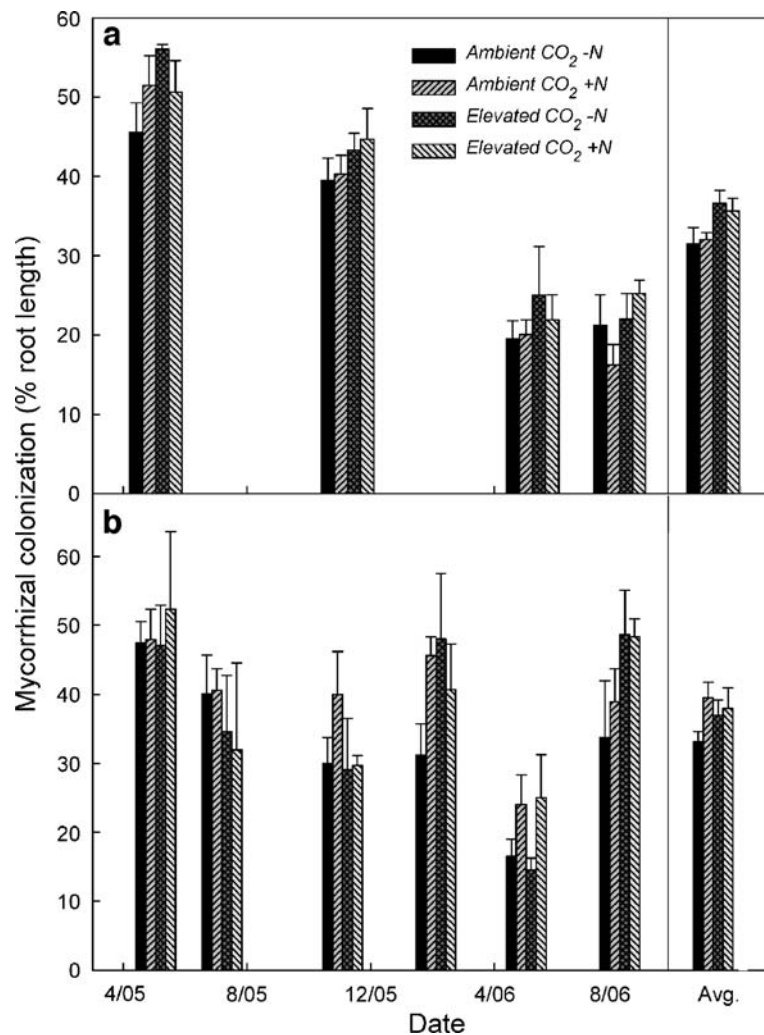 60
a
Ambient CO2 -N
Ambient CO2 +N
Elevated CO2 -N
Elevated CO2 +N
50
40
30
20
10
0
Mycorrhizal colonization (% root length)
b
60
50
40
30
20
10
0
4/05 8/05 12/05 4/06 8/06 Avg.
Date